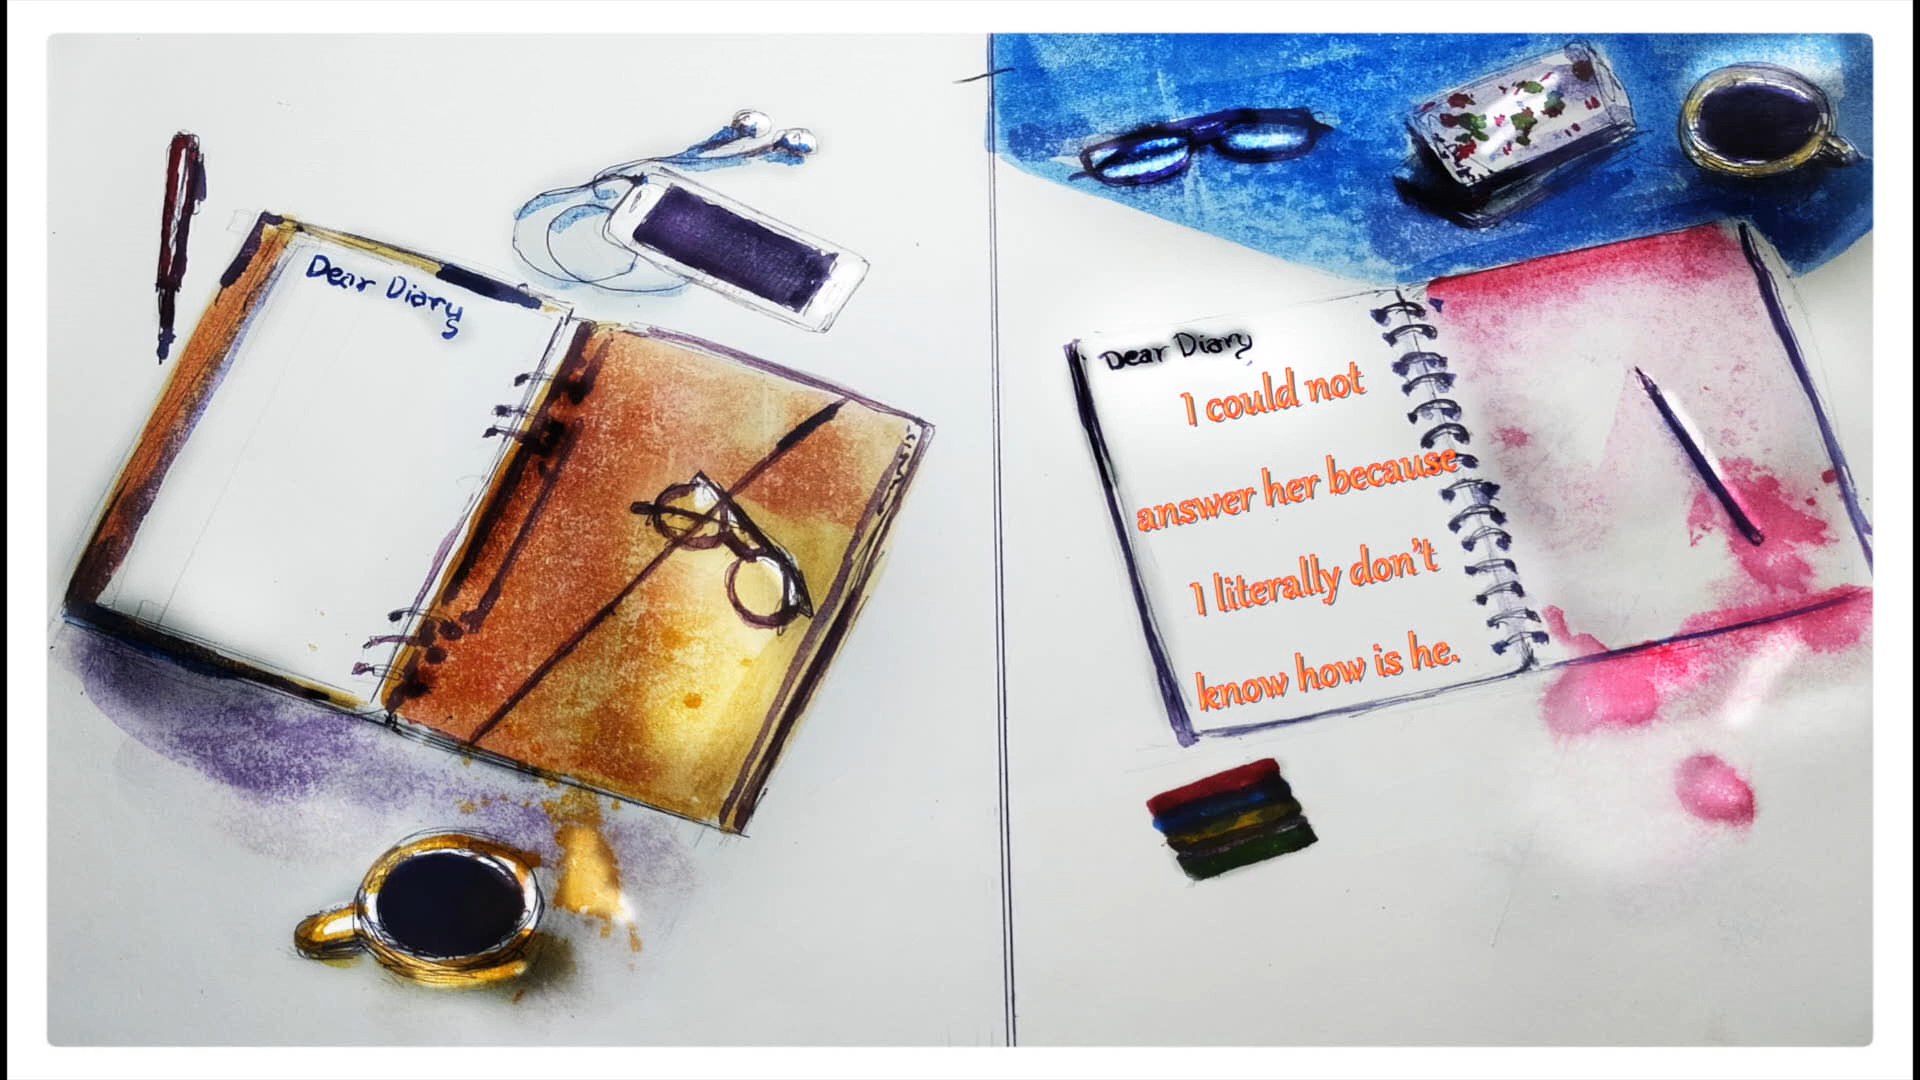 Dear Diary
Dear Diary
I could not
answer her because
I literally don't
know how is he.